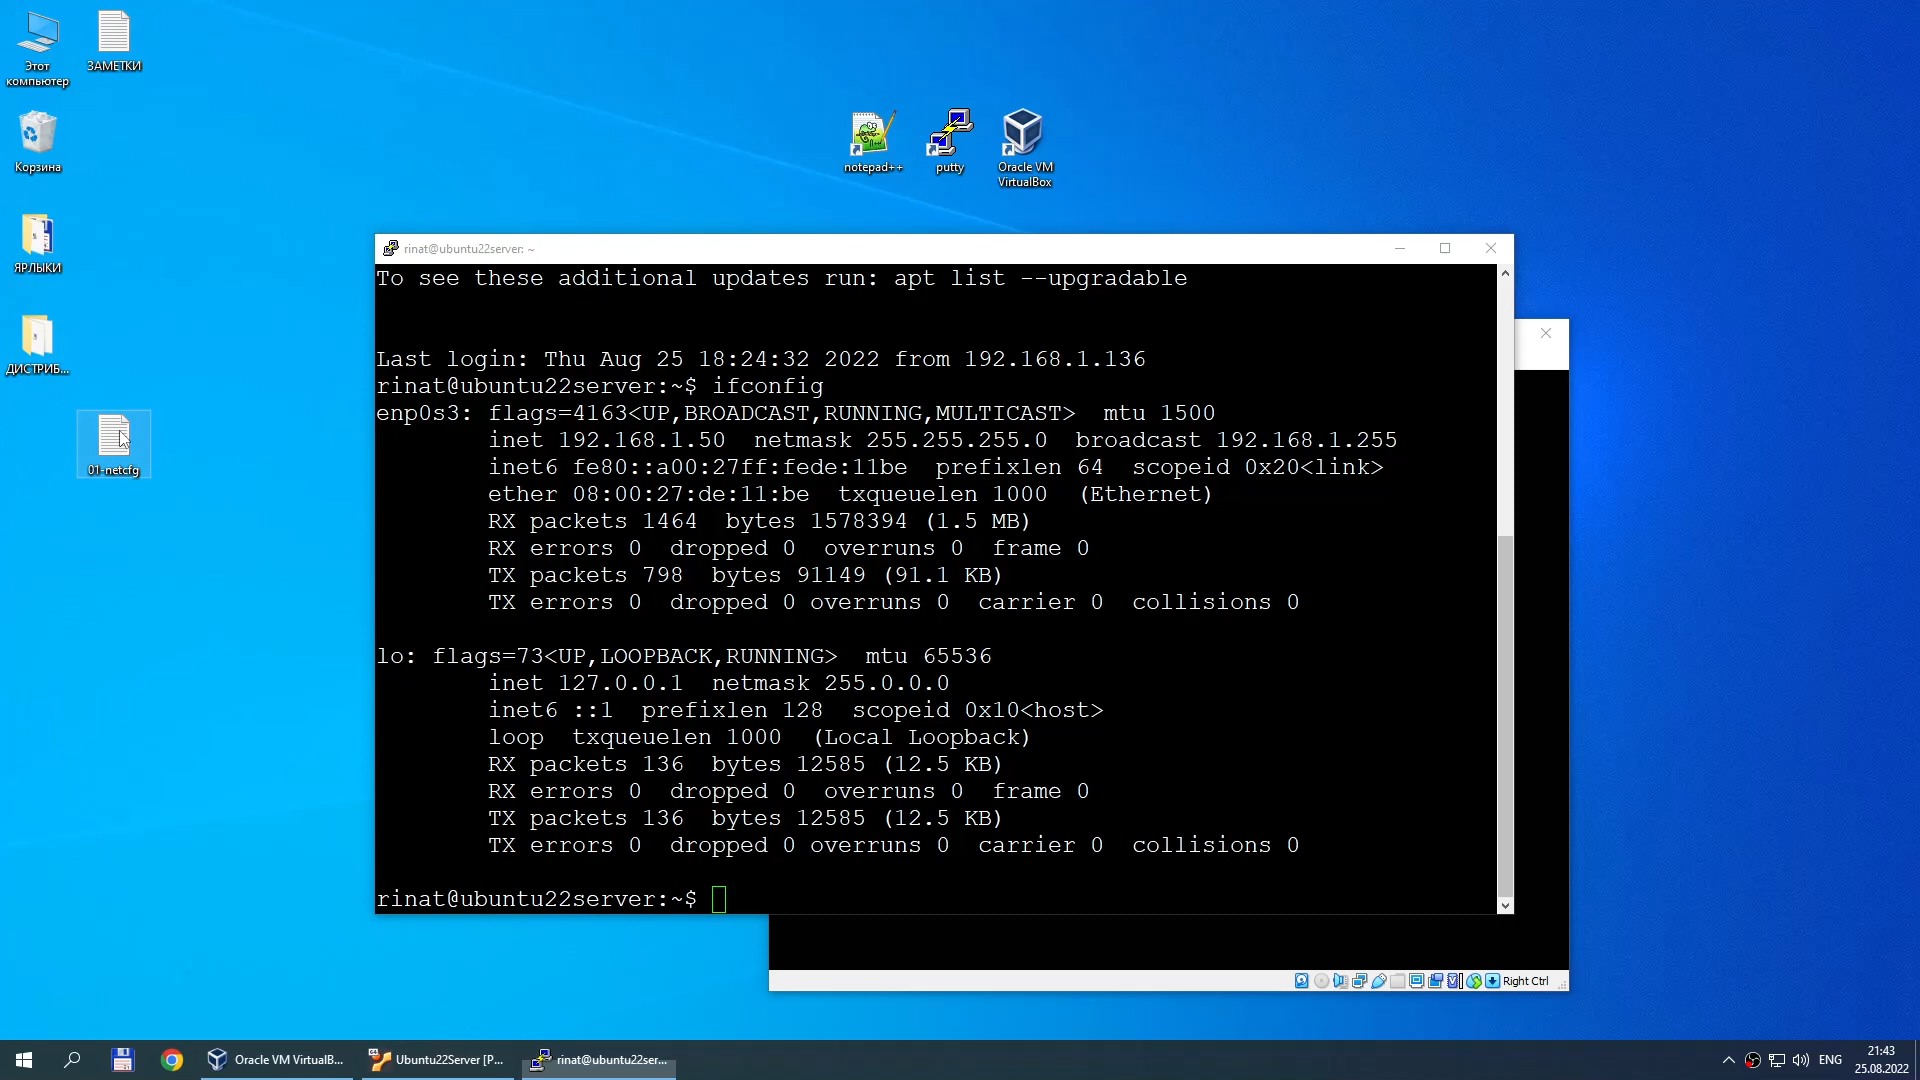 Этот
компьютер
ЗАМЕТКИ
Корзина
ЯРЛЫКИ
ДИСТРИБ...
01-netcfg
notepad++
putty
Oracle VM
VirtualBox
rinat@ubuntu22server: ~
To see these additional updates run: apt list --upgradable
Last login: Thu Aug 25 18:24:32 2022 from 192.168.1.136
rinat@ubuntu22server:~$ ifconfig
enp0s3: flags=4163<UP,BROADCAST,RUNNING,MULTICAST>  mtu 1500
inet 192.168.1.50  netmask 255.255.255.0  broadcast 192.168.1.255
inet6 fe80::a00:27ff:fede:11be  prefixlen 64  scopeid 0x20<link>
ether 08:00:27:de:11:be  txqueuelen 1000  (Ethernet)
RX packets 1464  bytes 1578394 (1.5 MB)
RX errors 0  dropped 0  overruns 0  frame 0
TX packets 798  bytes 91149 (91.1 KB)
TX errors 0  dropped 0 overruns 0  carrier 0  collisions 0
lo: flags=73<UP,LOOPBACK,RUNNING>  mtu 65536
inet 127.0.0.1  netmask 255.0.0.0
inet6 ::1  prefixlen 128  scopeid 0x10<host>
loop  txqueuelen 1000  (Local Loopback)
RX packets 136  bytes 12585 (12.5 KB)
RX errors 0  dropped 0  overruns 0  frame 0
TX packets 136  bytes 12585 (12.5 KB)
TX errors 0  dropped 0 overruns 0  carrier 0  collisions 0
rinat@ubuntu22server:~$
Right Ctrl
Oracle VM VirtualB...
Ubuntu22Server [P...
rinat@ubuntu22ser...
ENG
21:43
25.08.2022